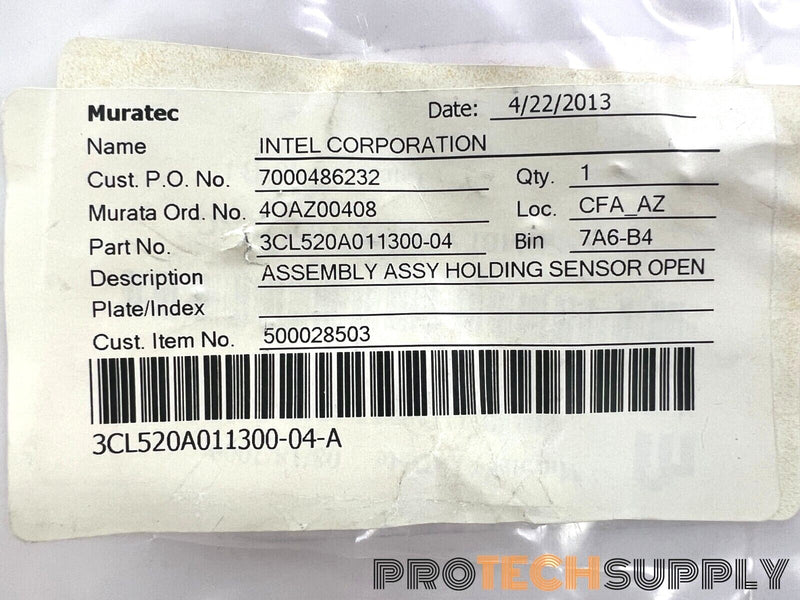 Muratec Date: 4/22/2013
Name INTEL CORPORATION
Cust. P.O. No. 7000486232 Qty. 1
Murata Ord. No. 4OAZ00408 Loc. CFA_AZ
Part No. 3CL520A011300-04 Bin 7A6-B4
Description ASSEMBLY ASSY HOLDING SENSOR OPEN
Plate/Index
Cust. Item No. 500028503
3CL520A011300-04-A
PROTECHSUPPLY